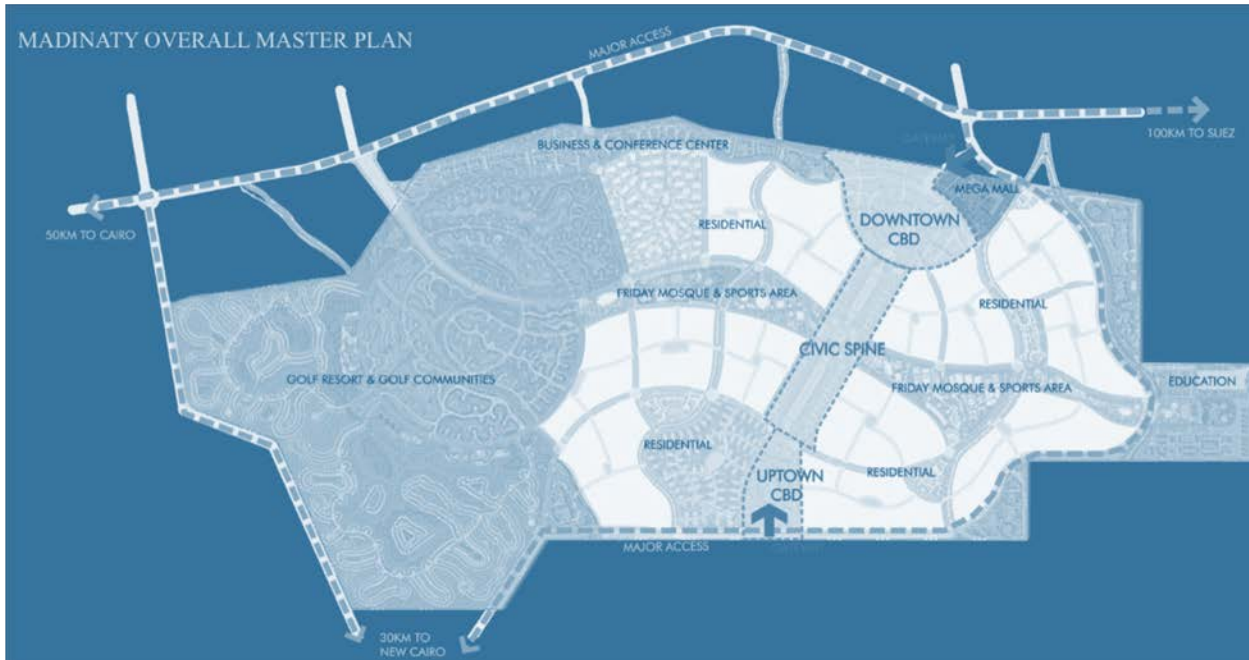 MADINATY OVERALL MASTER PLAN
MAJOR ACCESS
100KM TO SUEZ
GATEWAY
BUSINESS & CONFERENCE CENTER
MEGA MALL
50KM TO CAIRO
RESIDENTIAL
DOWNTOWN
CBD
FRIDAY MOSQUE & SPORTS AREA
RESIDENTIAL
CIVIC SPINE
GOLF RESORT & GOLF COMMUNITIES
FRIDAY MOSQUE & SPORTS AREA
EDUCATION
RESIDENTIAL
RESIDENTIAL
UPTOWN
CBD
MAJOR ACCESS
30KM TO
NEW CAIRO